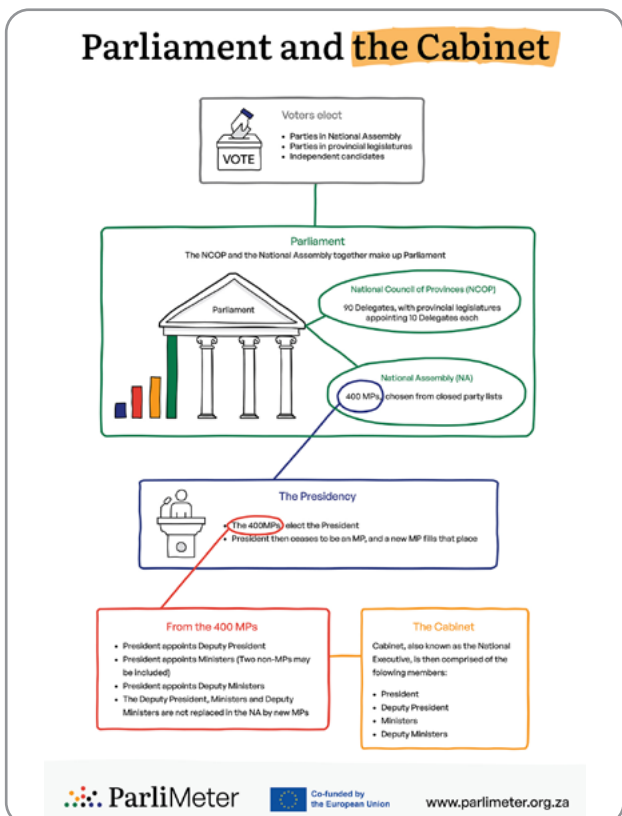 Parliament and the Cabinet
Voters elect
VOTE
• Parties in National Assembly
• Parties in provincial legislatures
• Independent candidates
Parliament
The NCOP and the National Assembly together make up Parliament
Parliament
National Council of Provinces (NCOP)
90 Delegates, with provincial legislatures
appointing 10 Delegates each
National Assembly (NA)
400 MPs, chosen from closed party lists
The Presidency
• The 400MPs elect the President
• President then ceases to be an MP, and a new MP fills that place
From the 400 MPs
• President appoints Deputy President
• President appoints Ministers (Two non-MPs may
be included)
• President appoints Deputy Ministers
• The Deputy President, Ministers and Deputy
Ministers are not replaced in the NA by new MPs
The Cabinet
Cabinet, also known as the National
Executive, is then comprised of the
following members:
• President
• Deputy President
• Ministers
• Deputy Ministers
ParliMeter
Co-funded by
the European Union
www.parlimeter.org.za